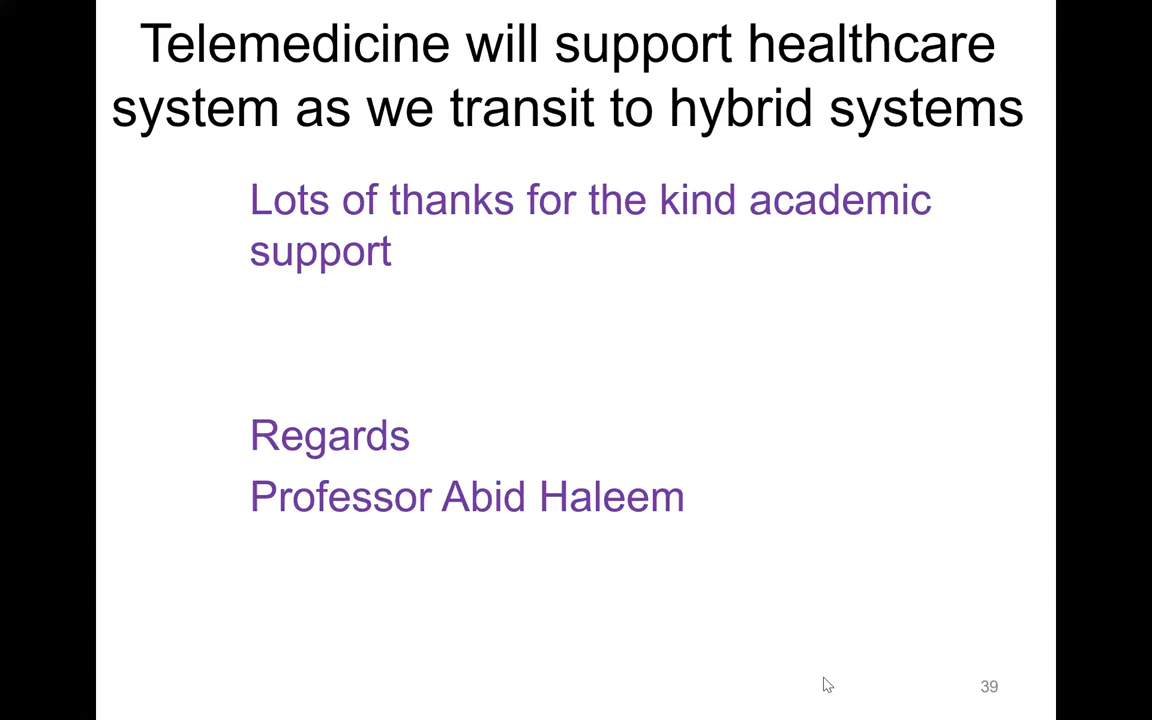 Telemedicine will support healthcare
system as we transit to hybrid systems
Lots of thanks for the kind academic
support
Regards
Professor Abid Haleem
39